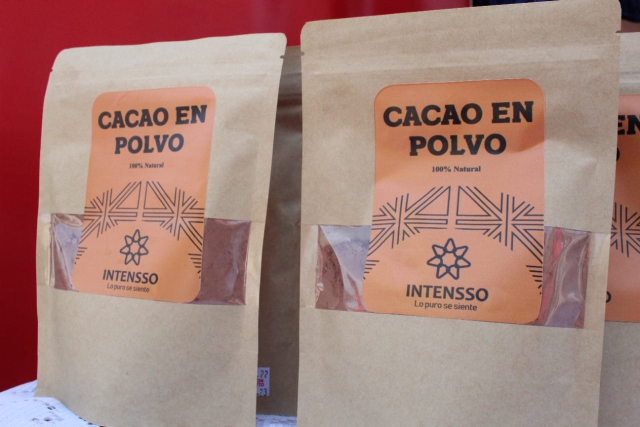 CACAO EN
POLVO
100% Natural
INTENSSO
Lo puro se siente
CACAO EN
POLVO
100% Natural
INTENSSO
Lo puro se siente
EN
O